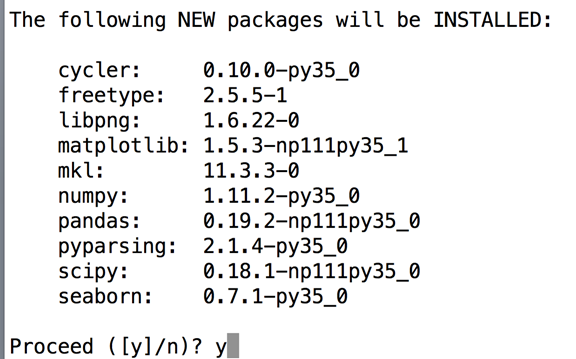 The following NEW packages will be INSTALLED:
cycler: 0.10.0-py35_0
freetype: 2.5.5-1
libpng: 1.6.22-0
matplotlib: 1.5.3-np111py35_1
mkl: 11.3.3-0
numpy: 1.11.2-py35_0
pandas: 0.19.2-np111py35_0
pyparsing: 2.1.4-py35_0
scipy: 0.18.1-np111py35_0
seaborn: 0.7.1-py35_0
Proceed ([y]/n)? y